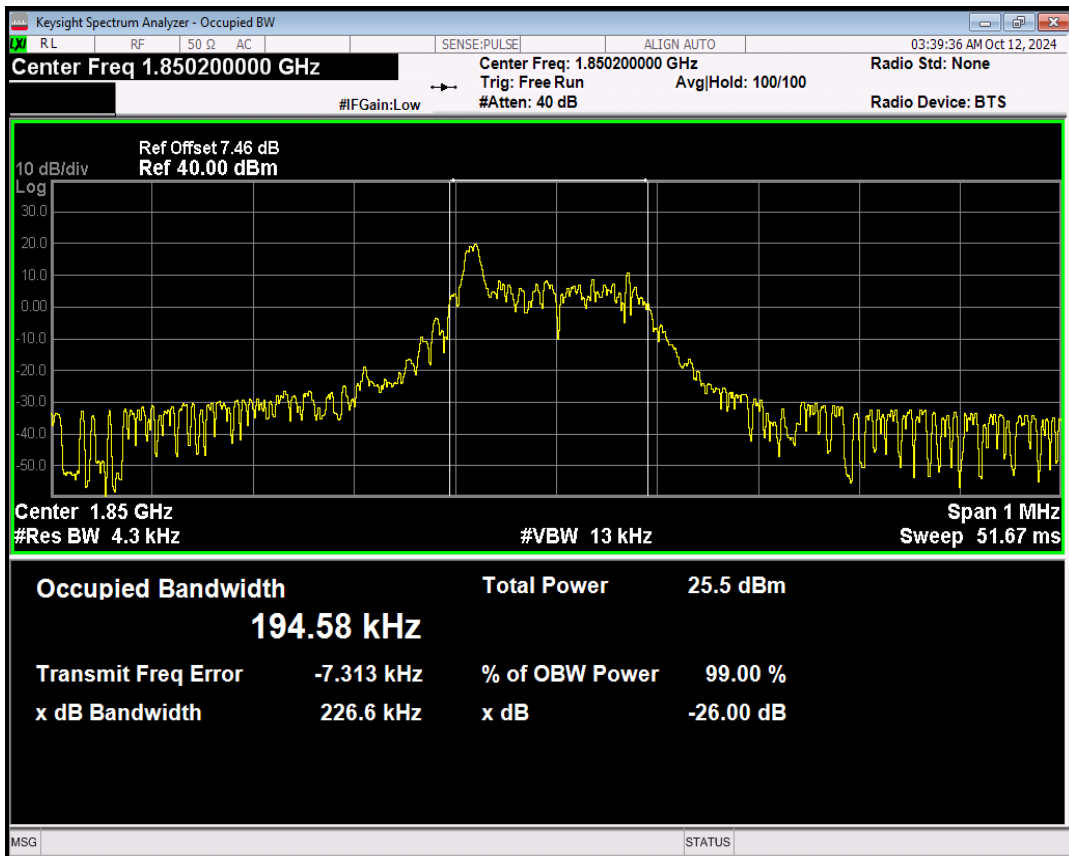 Keysight Spectrum Analyzer - Occupied BW
LXI RL RF 50 Ω AC SENSE:PULSE ALIGN AUTO 03:39:36 AM Oct 12, 2024
Center Freq 1.850200000 GHz Center Freq: 1.850200000 GHz Radio Std: None
Trig: Free Run Avg|Hold: 100/100
#IFGain:Low #Atten: 40 dB Radio Device: BTS
Ref Offset 7.46 dB
10 dB/div Ref 40.00 dBm
Log
30.0
20.0
10.0
0.00
-10.0
-20.0
-30.0
-40.0
-50.0
Center 1.85 GHz Span 1 MHz
#Res BW 4.3 kHz #VBW 13 kHz Sweep 51.67 ms
Occupied Bandwidth Total Power 25.5 dBm
194.58 kHz
Transmit Freq Error -7.313 kHz % of OBW Power 99.00 %
x dB Bandwidth 226.6 kHz x dB -26.00 dB
MSG STATUS